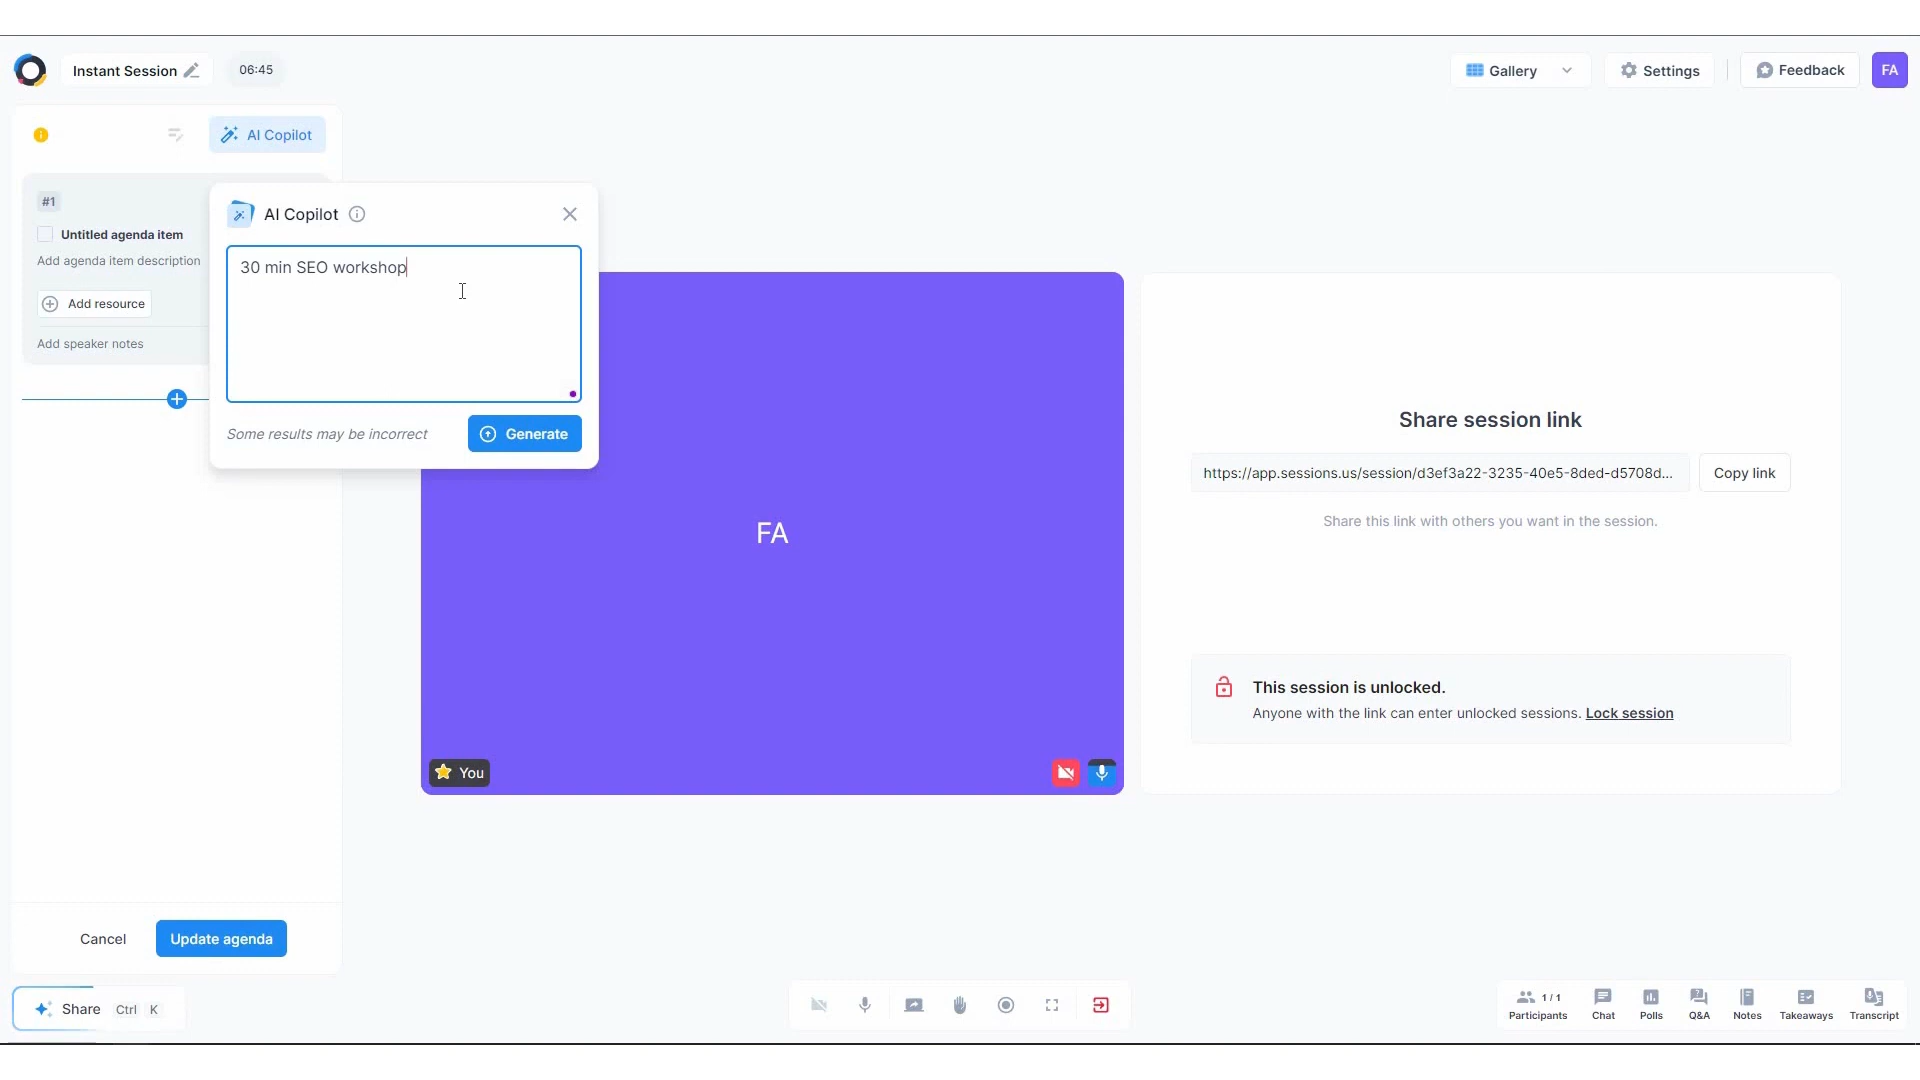 Instant Session
06:45
Gallery
Settings
Feedback
FA
AI Copilot
#1
Untitled agenda item
Add agenda item description
Add resource
Add speaker notes
AI Copilot
30 min SEO workshop
Some results may be incorrect
Generate
FA
You
Share session link
https://app.sessions.us/session/d3ef3a22-3235-40e5-8ded-d5708d...
Copy link
Share this link with others you want in the session.
This session is unlocked.
Anyone with the link can enter unlocked sessions. Lock session
Cancel
Update agenda
Share Ctrl K
1 / 1
Participants
Chat
Polls
Q&A
Notes
Takeaways
Transcript